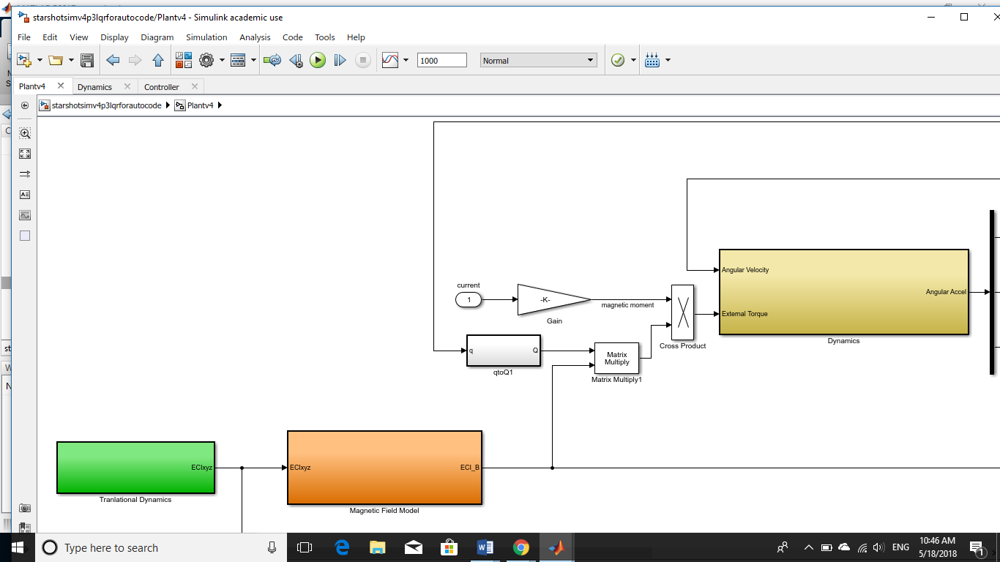 starshotsimv4p3lqrforautocode/Plantv4 - Simulink academic use
File Edit View Display Diagram Simulation Analysis Code Tools Help
1000 Normal
Plantv4 Dynamics Controller
starshotsimv4p3lqrforautocode Plantv4
current
1
-K-
Gain
magnetic moment
Cross Product
Angular Velocity
Angular Accel
External Torque
Dynamics
q Q
qtoQ1
Matrix
Multiply
Matrix Multiply1
ECIxyz
Tranlational Dynamics
ECIxyz ECI_B
Magnetic Field Model
Type here to search
ENG
10:46 AM
5/18/2018
1